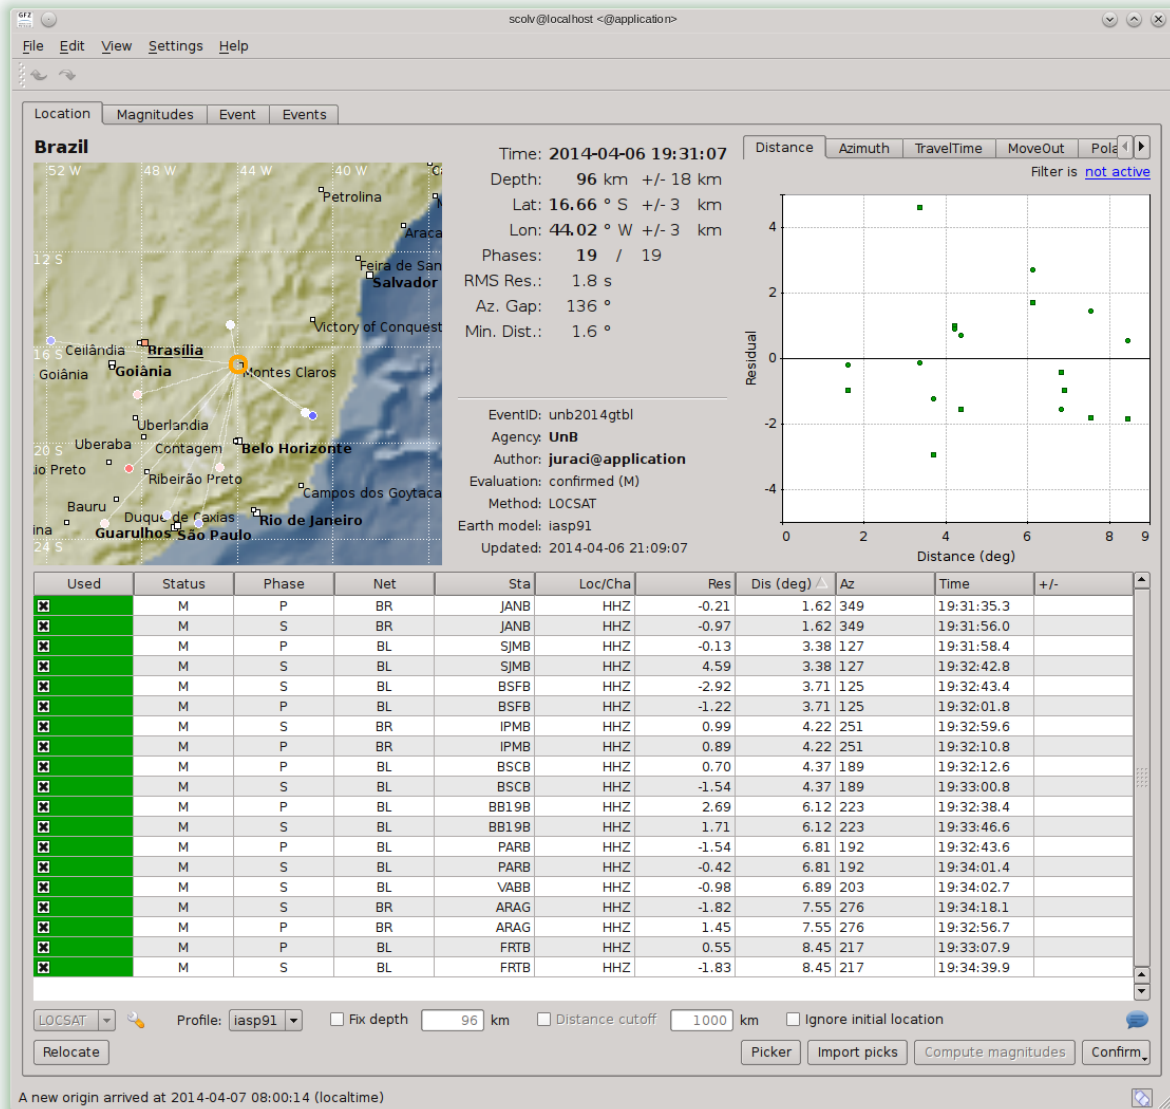 GFZ
scolv@localhost <@application>
File Edit View Settings Help
Location Magnitudes Event Events
Brazil
52 W 48 W 44 W 40 W
Petrolina
Araca
12 S
Feira de San
Salvador
Victory of Conquest
16 S
Ceilândia
Brasília
Goiânia
Goiânia
Montes Claros
Uberlandia
Uberaba
Contagem
Belo Horizonte
20 S
io Preto
Ribeirão Preto
Campos dos Goytaca
Bauru
Duque de Caxias
Rio de Janeiro
ina
Guarulhos
São Paulo
24 S
Time: 2014-04-06 19:31:07
Depth: 96 km +/- 18 km
Lat: 16.66 ° S +/- 3 km
Lon: 44.02 ° W +/- 3 km
Phases: 19 / 19
RMS Res.: 1.8 s
Az. Gap: 136 °
Min. Dist.: 1.6 °
EventID: unb2014gtbl
Agency: UnB
Author: juraci@application
Evaluation: confirmed (M)
Method: LOCSAT
Earth model: iasp91
Updated: 2014-04-06 21:09:07
Distance Azimuth TravelTime MoveOut Pola
Filter is not active
Residual
4
2
0
-2
-4
0 2 4 6 8 9
Distance (deg)
Used Status Phase Net Sta Loc/Cha Res Dis (deg) Az Time +/-
M P BR JANB HHZ -0.21 1.62 349 19:31:35.3
M S BR JANB HHZ -0.97 1.62 349 19:31:56.0
M P BL SJMB HHZ -0.13 3.38 127 19:31:58.4
M S BL SJMB HHZ 4.59 3.38 127 19:32:42.8
M S BL BSFB HHZ -2.92 3.71 125 19:32:43.4
M P BL BSFB HHZ -1.22 3.71 125 19:32:01.8
M S BR IPMB HHZ 0.99 4.22 251 19:32:59.6
M P BR IPMB HHZ 0.89 4.22 251 19:32:10.8
M P BL BSCB HHZ 0.70 4.37 189 19:32:12.6
M S BL BSCB HHZ -1.54 4.37 189 19:33:00.8
M P BL BB19B HHZ 2.69 6.12 223 19:32:38.4
M S BL BB19B HHZ 1.71 6.12 223 19:33:46.6
M P BL PARB HHZ -1.54 6.81 192 19:32:43.6
M S BL PARB HHZ -0.42 6.81 192 19:34:01.4
M S BL VABB HHZ -0.98 6.89 203 19:34:02.7
M S BR ARAG HHZ -1.82 7.55 276 19:34:18.1
M P BR ARAG HHZ 1.45 7.55 276 19:32:56.7
M P BL FRTB HHZ 0.55 8.45 217 19:33:07.9
M S BL FRTB HHZ -1.83 8.45 217 19:34:39.9
LOCSAT Profile: iasp91 Fix depth 96 km Distance cutoff 1000 km Ignore initial location
Relocate Picker Import picks Compute magnitudes Confirm
A new origin arrived at 2014-04-07 08:00:14 (localtime)